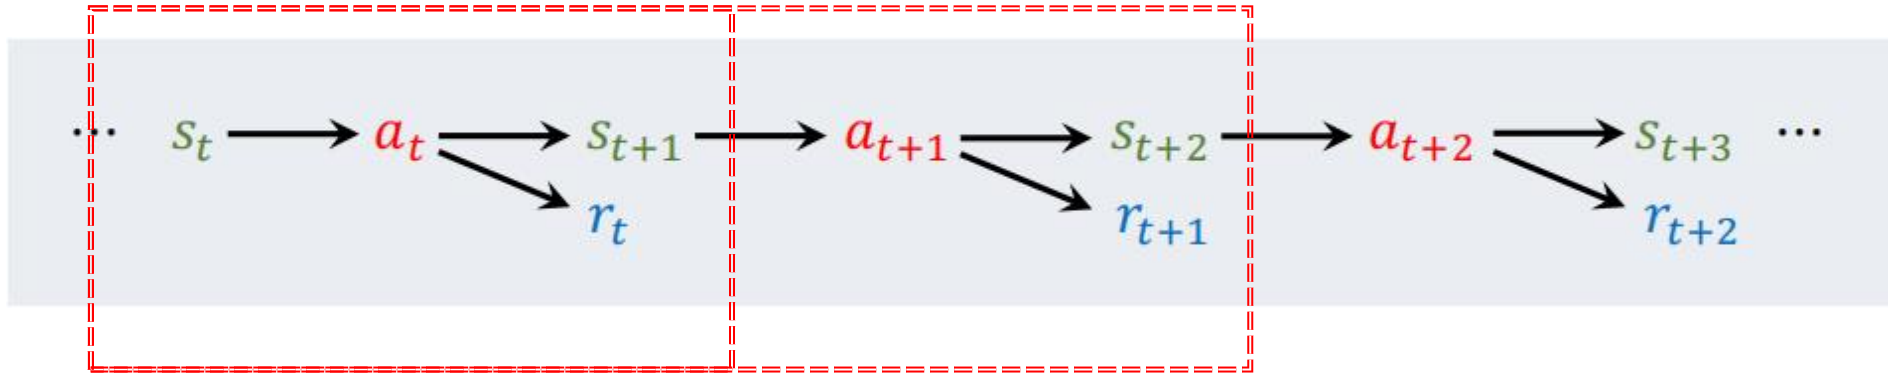 … s_t a_t s_{t+1} a_{t+1} s_{t+2} a_{t+2} s_{t+3} …
r_t r_{t+1} r_{t+2}